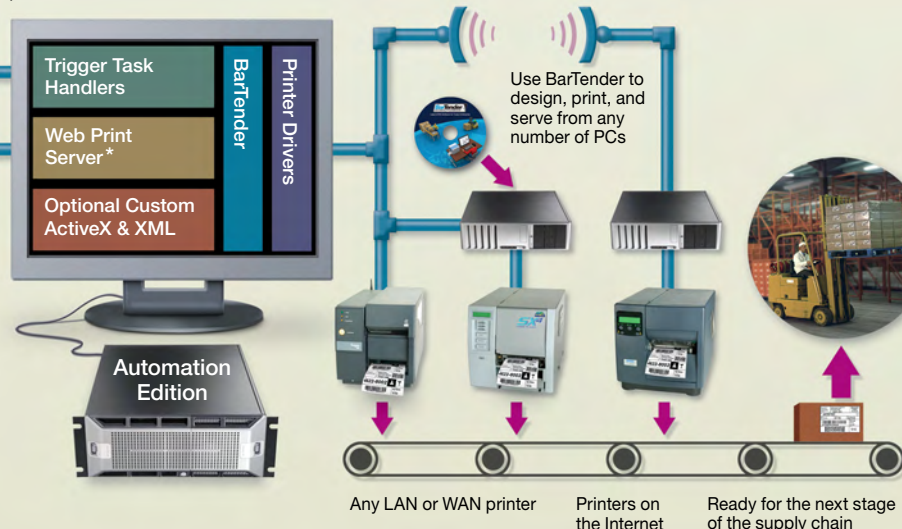 Trigger Task
Handlers
Web Print
Server*
Optional Custom
ActiveX & XML
BarTender
Printer Drivers
Use BarTender to
design, print, and
serve from any
number of PCs
BarTender
Automation
Edition
Any LAN or WAN printer
Printers on
the Internet
Ready for the next stage
of the supply chain